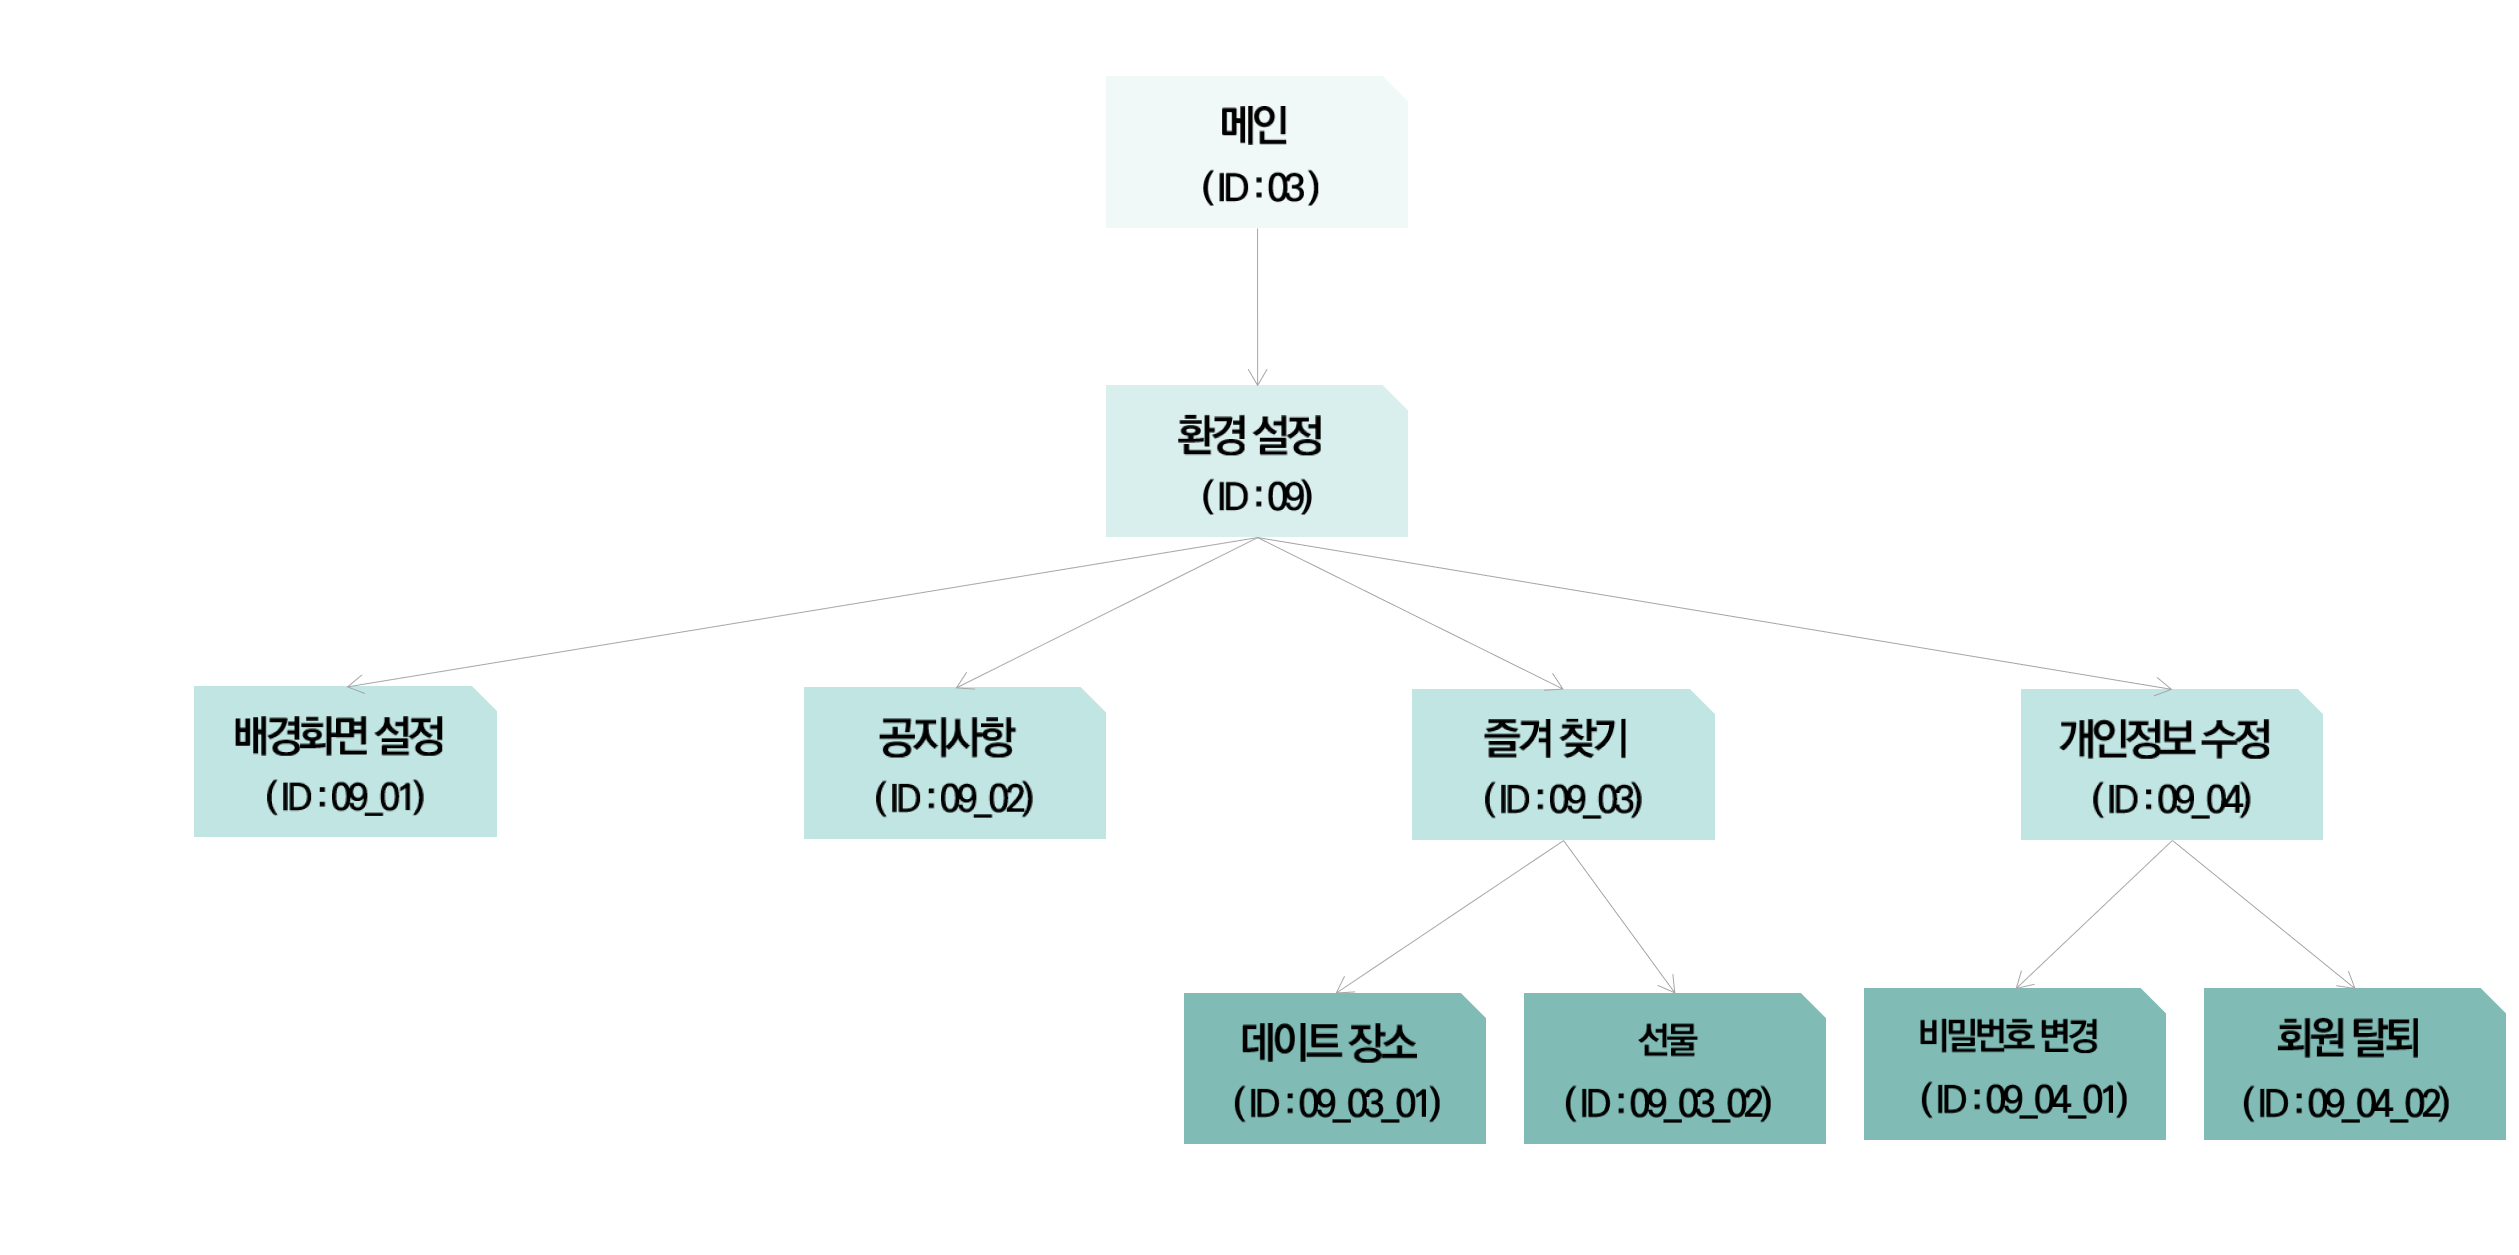 메인
(ID : 03)
환경 설정
(ID : 09)
배경화면 설정
(ID : 09_01)
공지사항
(ID : 09_02)
즐겨 찾기
(ID : 09_03)
개인정보 수정
(ID : 09_04)
데이트 장소
(ID : 09_03_01)
선물
(ID : 09_03_02)
비밀번호 변경
(ID : 09_04_01)
회원 탈퇴
(ID : 09_04_02)